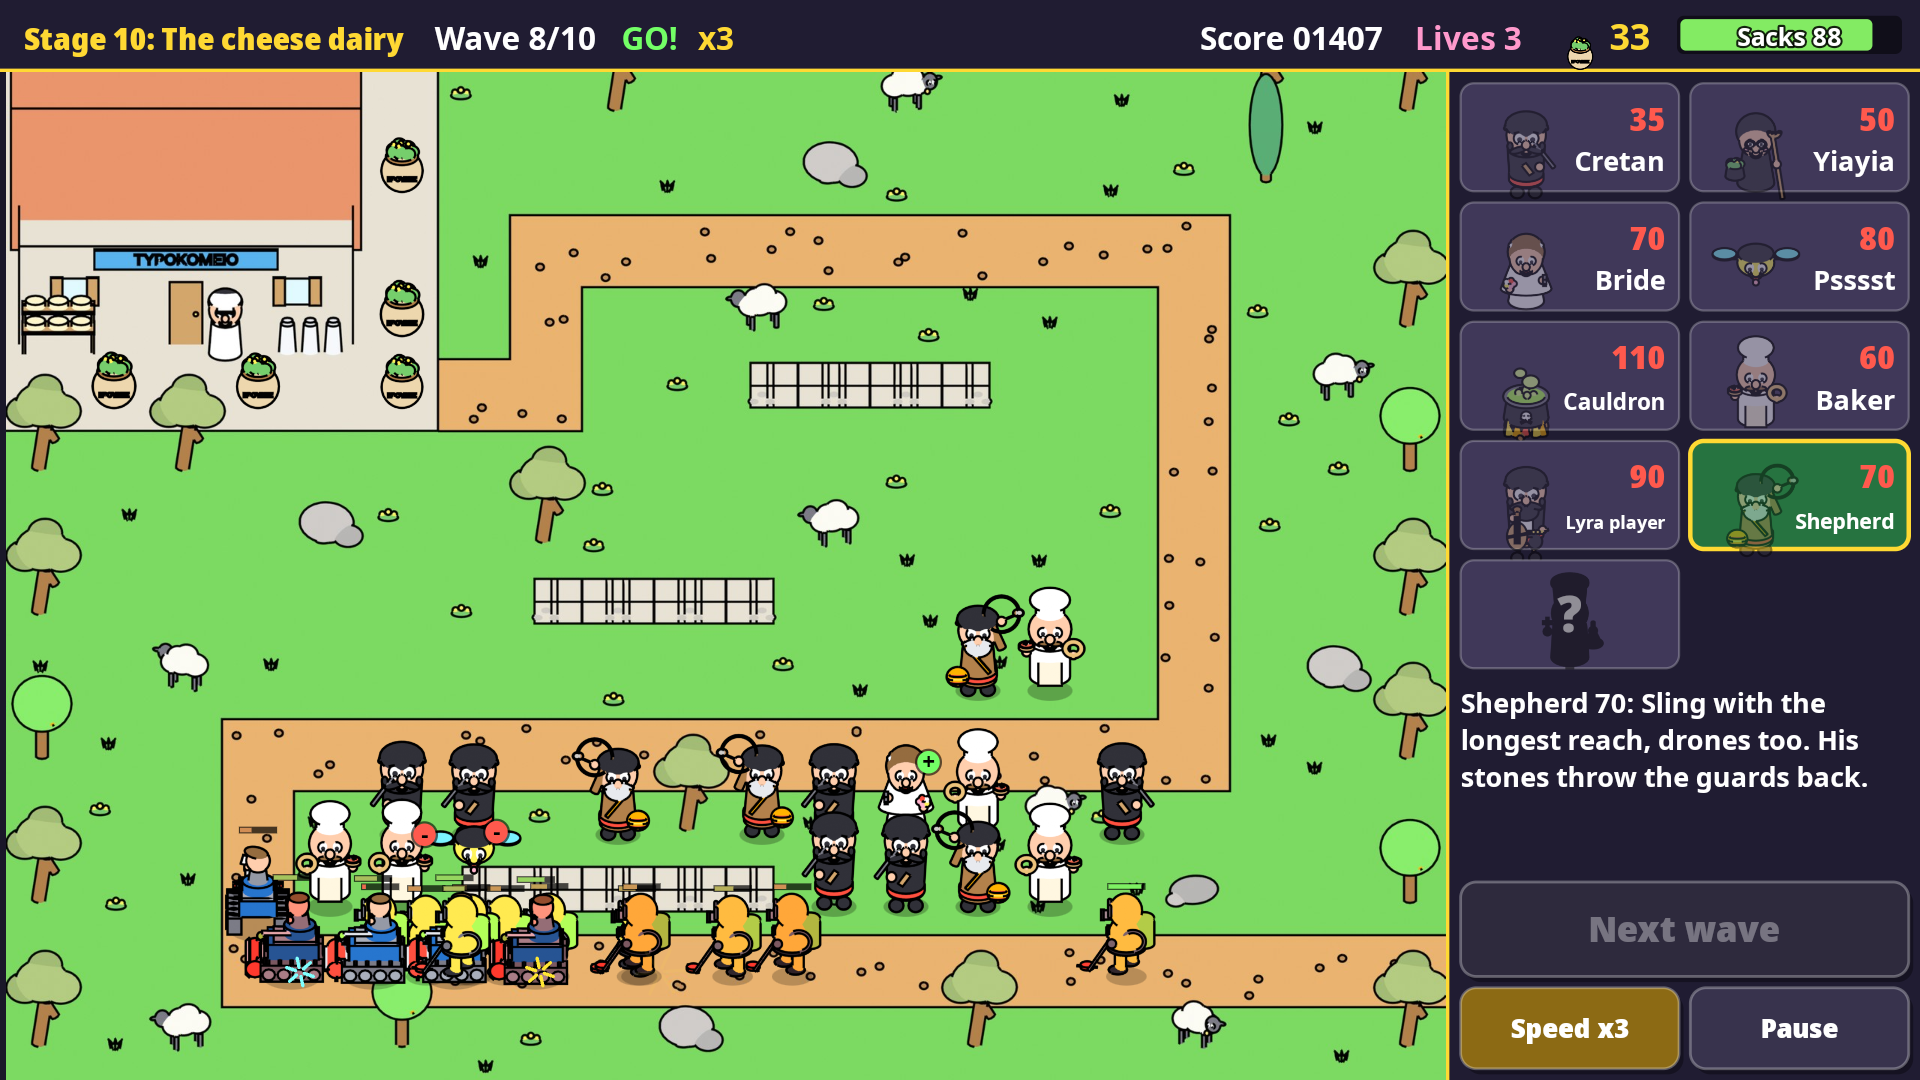 Stage 10: The cheese dairy
Wave 8/10
GO!
x3
Score 01407
Lives 3
33
Sacks 88
ΤΥΡΟΚΟΜΕΙΟ
35
Cretan
50
Yiayia
70
Bride
80
Psssst
110
Cauldron
60
Baker
90
Lyra player
70
Shepherd
?
Shepherd 70: Sling with the
longest reach, drones too. His
stones throw the guards back.
Next wave
Speed x3
Pause
+
-
-